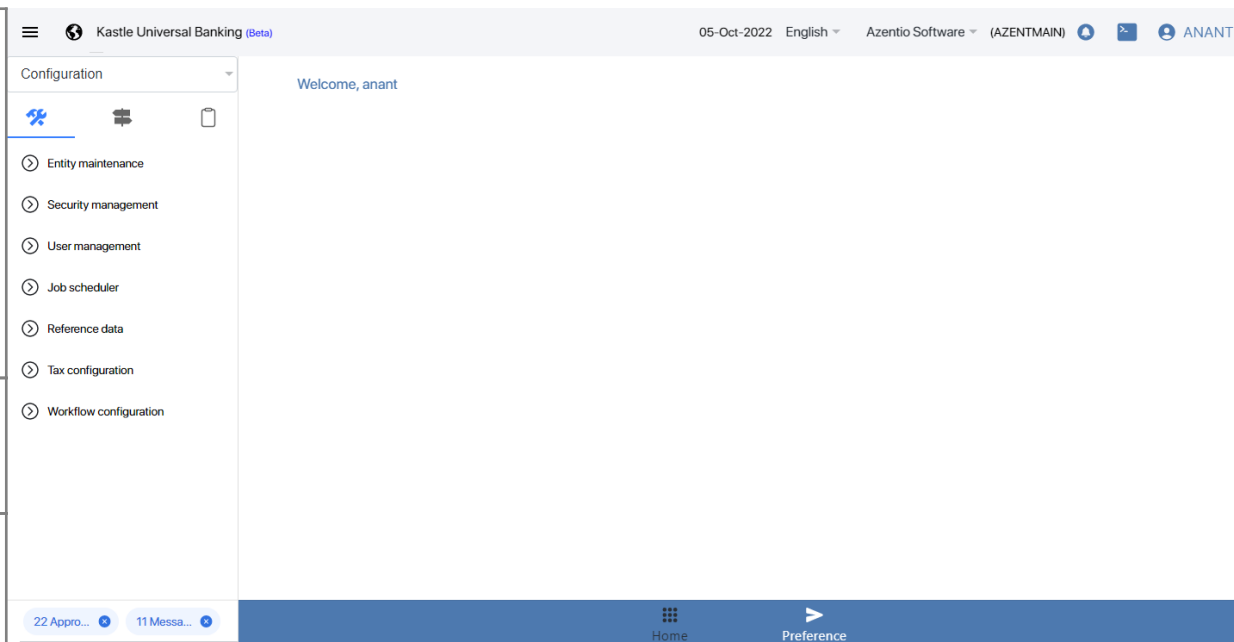 Kastle Universal Banking (Beta)
05-Oct-2022 English Azentio Software (AZENTMAIN) ANANT
Configuration
Welcome, anant
Entity maintenance
Security management
User management
Job scheduler
Reference data
Tax configuration
Workflow configuration
22 Appro... 11 Messa...
Home Preference